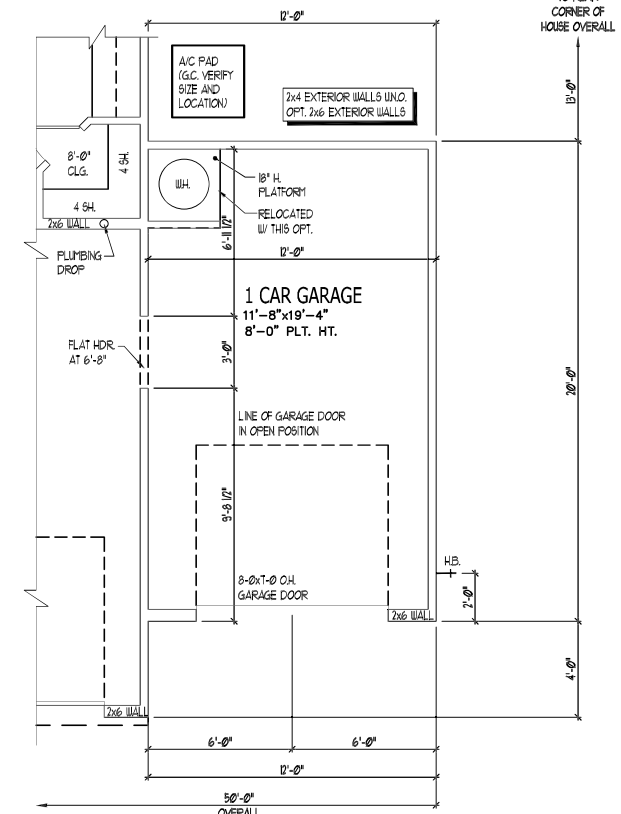 CORNER OF
HOUSE OVERALL
12'-0"
A/C PAD
(G.C. VERIFY
SIZE AND
LOCATION)
2x4 EXTERIOR WALLS U.N.O.
OPT. 2x6 EXTERIOR WALLS
13'-0"
8'-0"
CLG.
4 SH.
4 SH.
W.H.
18" H.
PLATFORM
RELOCATED
W/ THIS OPT.
2x6 WALL
PLUMBING
DROP
6'-11 1/2"
12'-0"
1 CAR GARAGE
11'-8"x19'-4"
8'-0" PLT. HT.
FLAT HDR.
AT 6'-8"
3'-0"
20'-0"
LINE OF GARAGE DOOR
IN OPEN POSITION
9'-8 1/2"
H.B.
8-0x7-0 O.H.
GARAGE DOOR
2'-0"
2x6 WALL
4'-0"
2x6 WALL
6'-0"
6'-0"
12'-0"
50'-0"
OVERALL